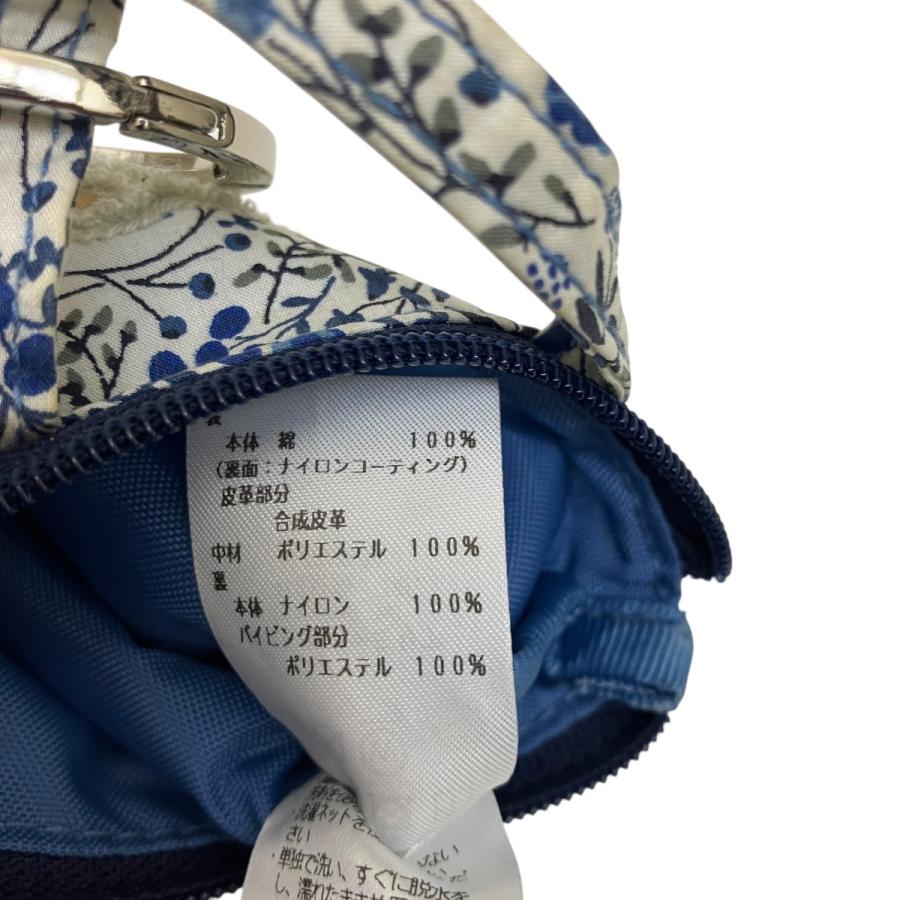 表
本体 綿 100%
(裏面:ナイロンコーティング)
皮革部分
合成皮革
中材 ポリエステル 100%
裏
本体 ナイロン 100%
パイピング部分
ポリエステル 100%
・洗濯ネットを
さい
・単独で洗い、すぐに脱水を
し、濡れたまま